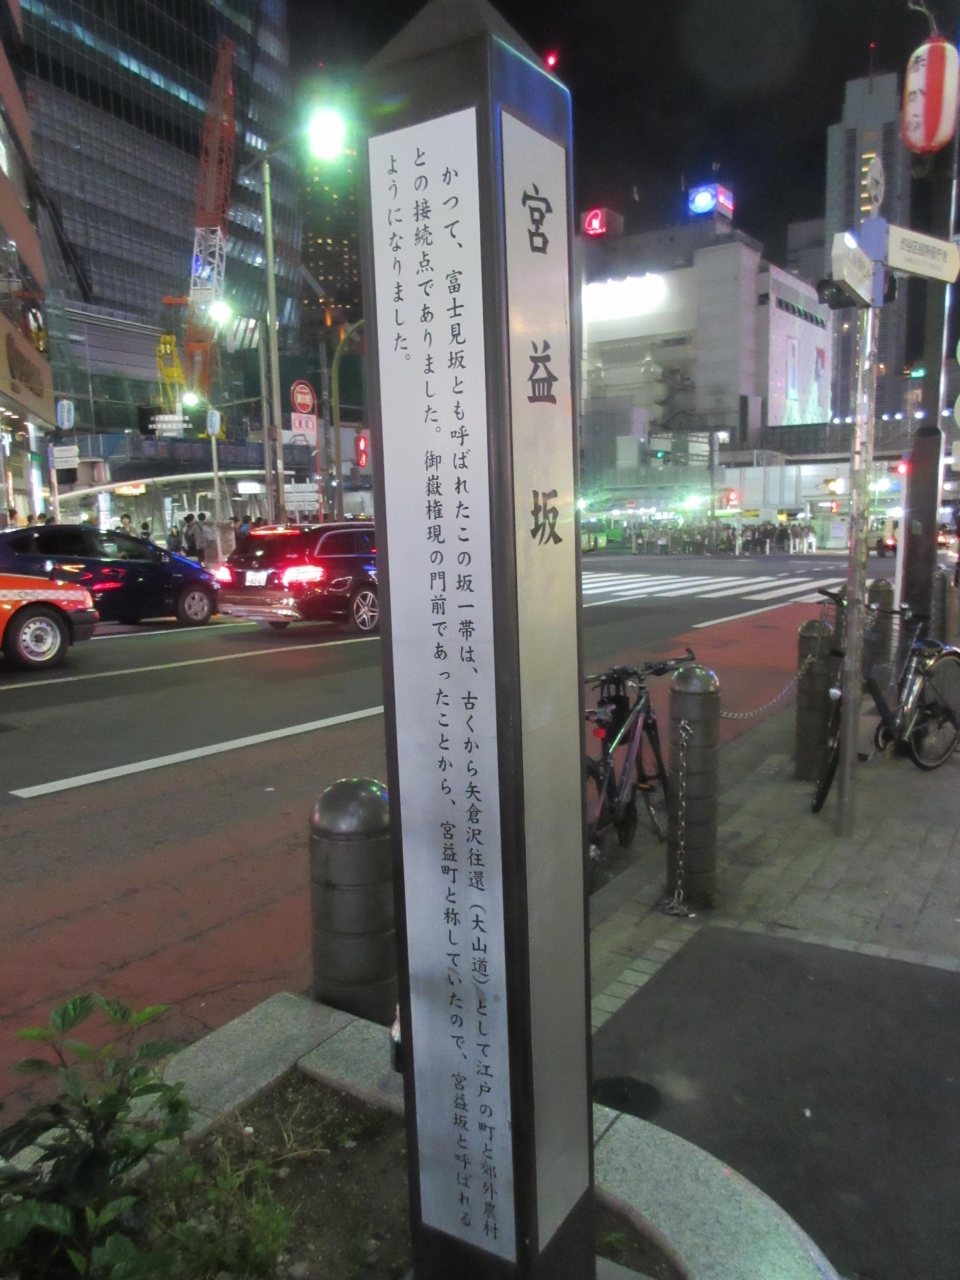 宮益坂
かつて、富士見坂とも呼ばれたこの坂一帯は、古くから矢倉沢往還（大山道）として江戸の町と郊外農村
との接続点でありました。御嶽権現の門前であったことから、宮益町と称していたので、宮益坂と呼ばれる
ようになりました。